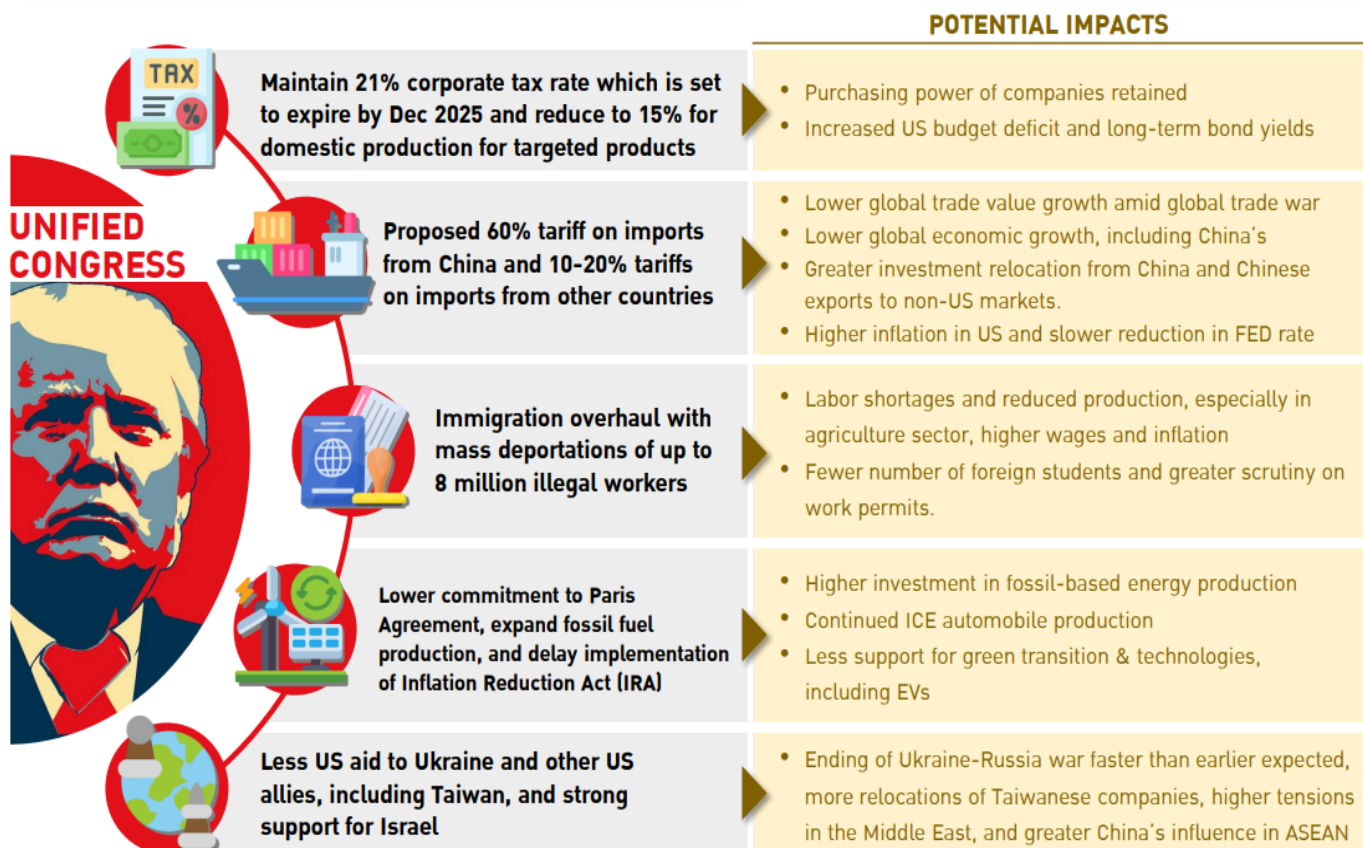 POTENTIAL IMPACTS
TAX
%
Maintain 21% corporate tax rate which is set
to expire by Dec 2025 and reduce to 15% for
domestic production for targeted products
• Purchasing power of companies retained
• Increased US budget deficit and long-term bond yields
UNIFIED
CONGRESS
Proposed 60% tariff on imports
from China and 10-20% tariffs
on imports from other countries
• Lower global trade value growth amid global trade war
• Lower global economic growth, including China's
• Greater investment relocation from China and Chinese
exports to non-US markets.
• Higher inflation in US and slower reduction in FED rate
Immigration overhaul with
mass deportations of up to
8 million illegal workers
• Labor shortages and reduced production, especially in
agriculture sector, higher wages and inflation
• Fewer number of foreign students and greater scrutiny on
work permits.
Lower commitment to Paris
Agreement, expand fossil fuel
production, and delay implementation
of Inflation Reduction Act (IRA)
• Higher investment in fossil-based energy production
• Continued ICE automobile production
• Less support for green transition & technologies,
including EVs
Less US aid to Ukraine and other US
allies, including Taiwan, and strong
support for Israel
• Ending of Ukraine-Russia war faster than earlier expected,
more relocations of Taiwanese companies, higher tensions
in the Middle East, and greater China's influence in ASEAN